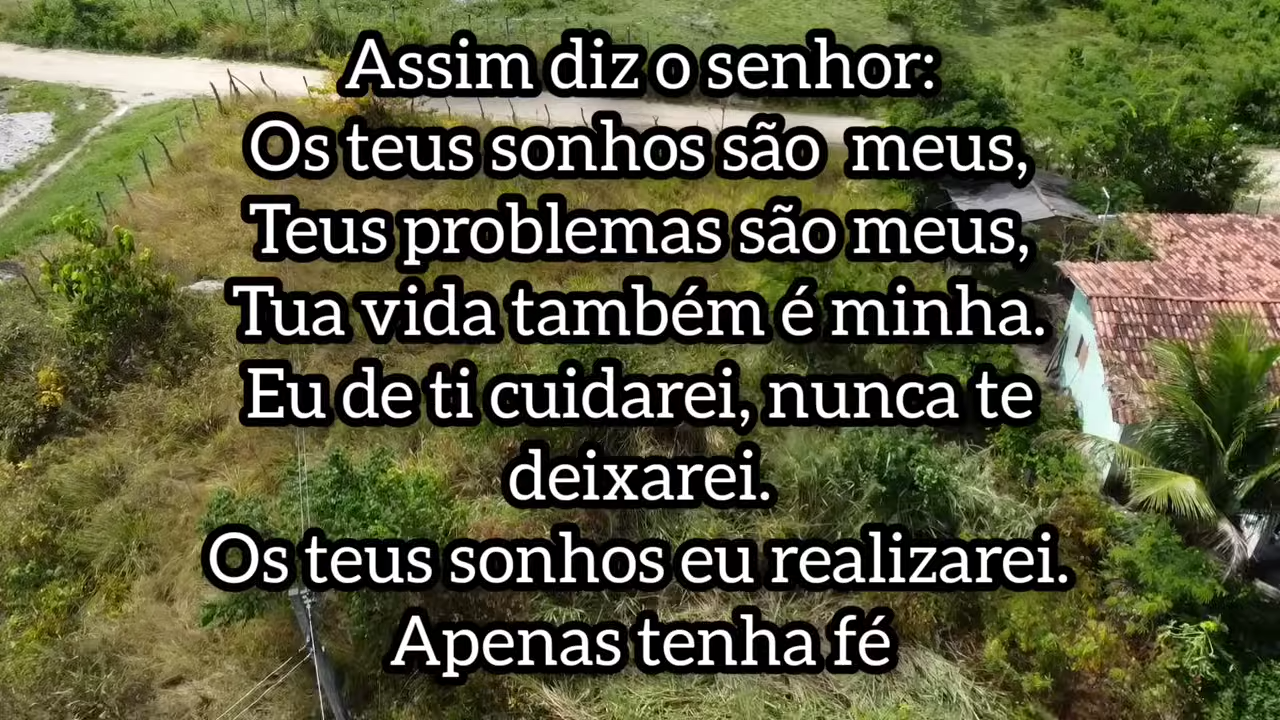 Assim diz o senhor:
Os teus sonhos são  meus,
Teus problemas são meus,
Tua vida também é minha.
Eu de ti cuidarei, nunca te
deixarei.
Os teus sonhos eu realizarei.
Apenas tenha fé